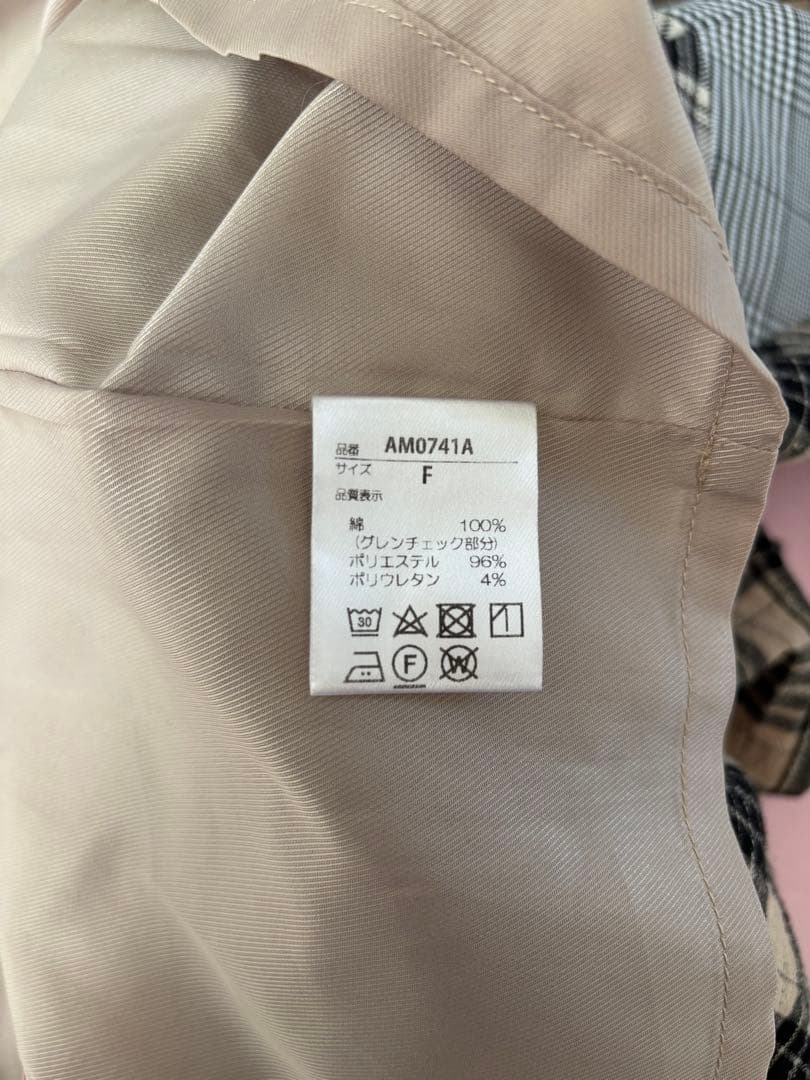 品番 AM0741A
サイズ F
品質表示
綿 100%
(グレンチェック部分)
ポリエステル 96%
ポリウレタン 4%
30
F W